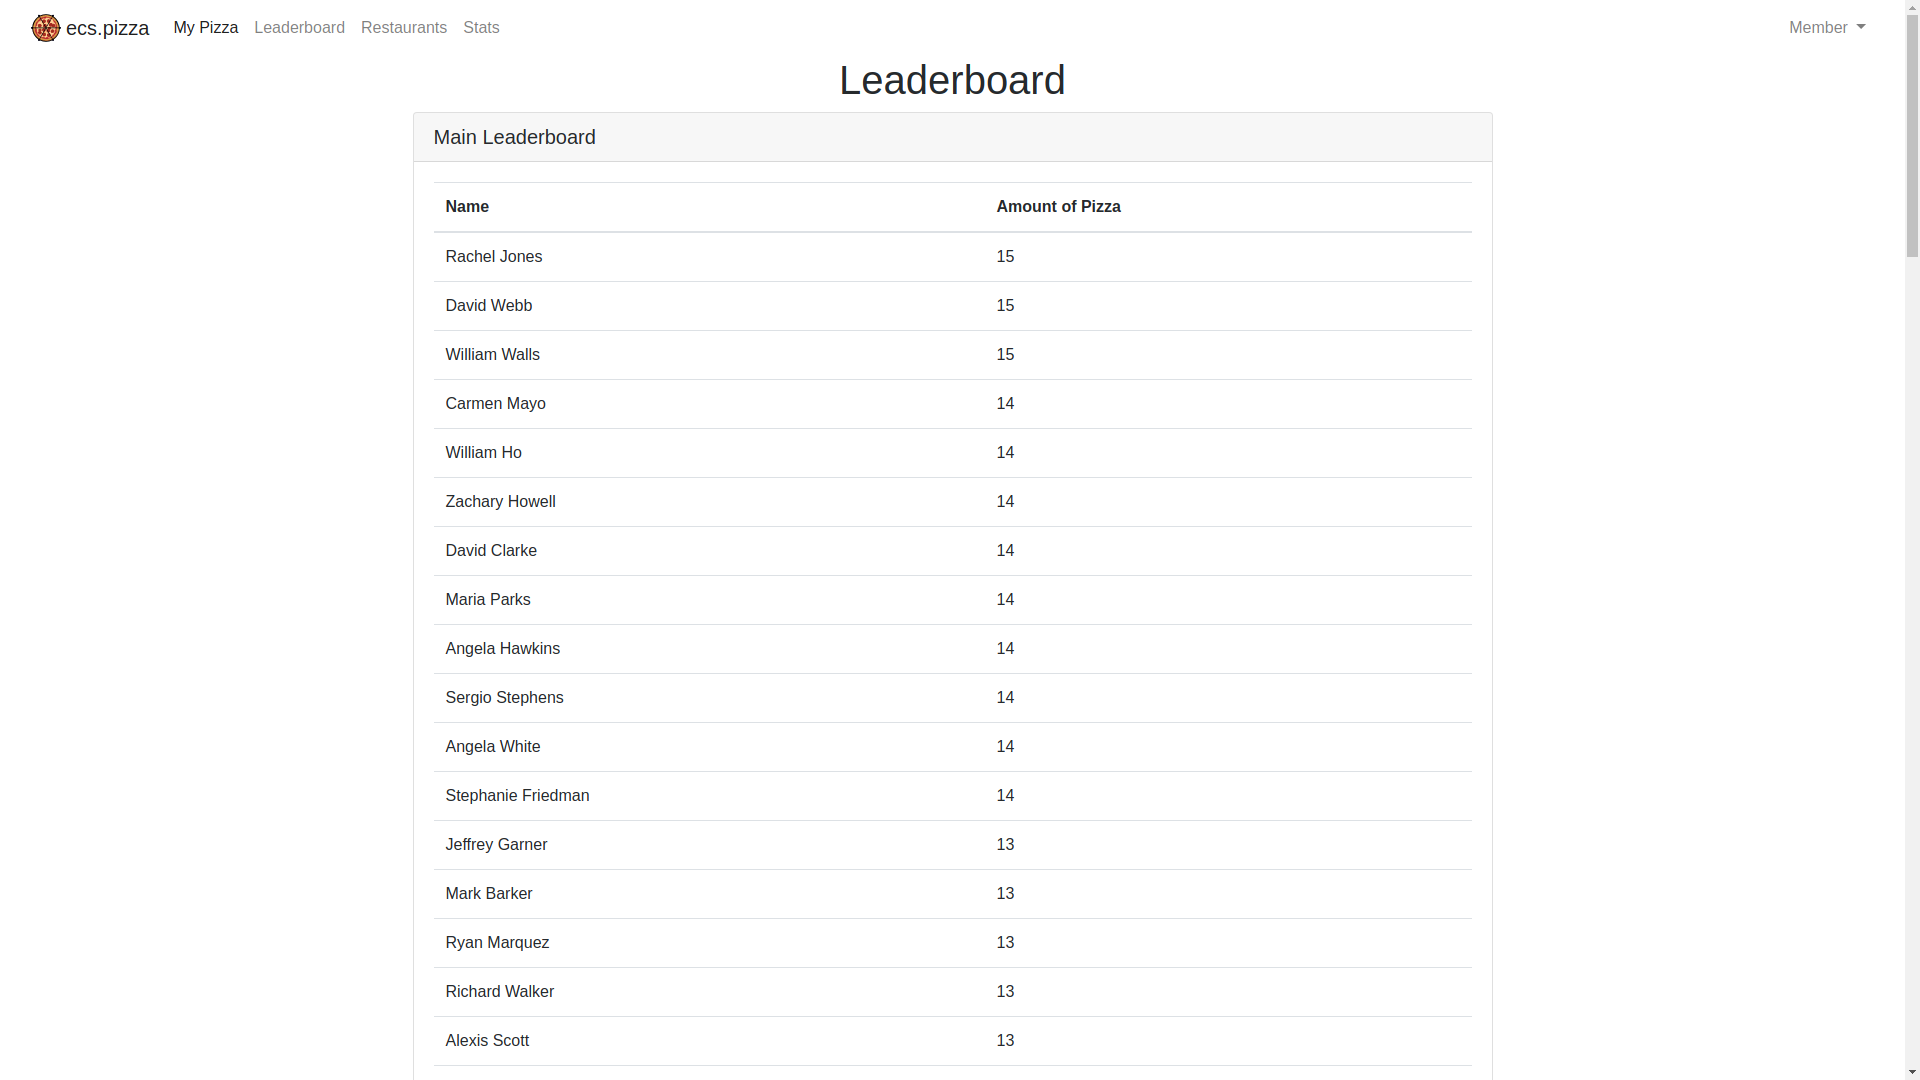 ecs.pizza My Pizza Leaderboard Restaurants Stats Member
Leaderboard
Main Leaderboard
Name Amount of Pizza
Rachel Jones 15
David Webb 15
William Walls 15
Carmen Mayo 14
William Ho 14
Zachary Howell 14
David Clarke 14
Maria Parks 14
Angela Hawkins 14
Sergio Stephens 14
Angela White 14
Stephanie Friedman 14
Jeffrey Garner 13
Mark Barker 13
Ryan Marquez 13
Richard Walker 13
Alexis Scott 13